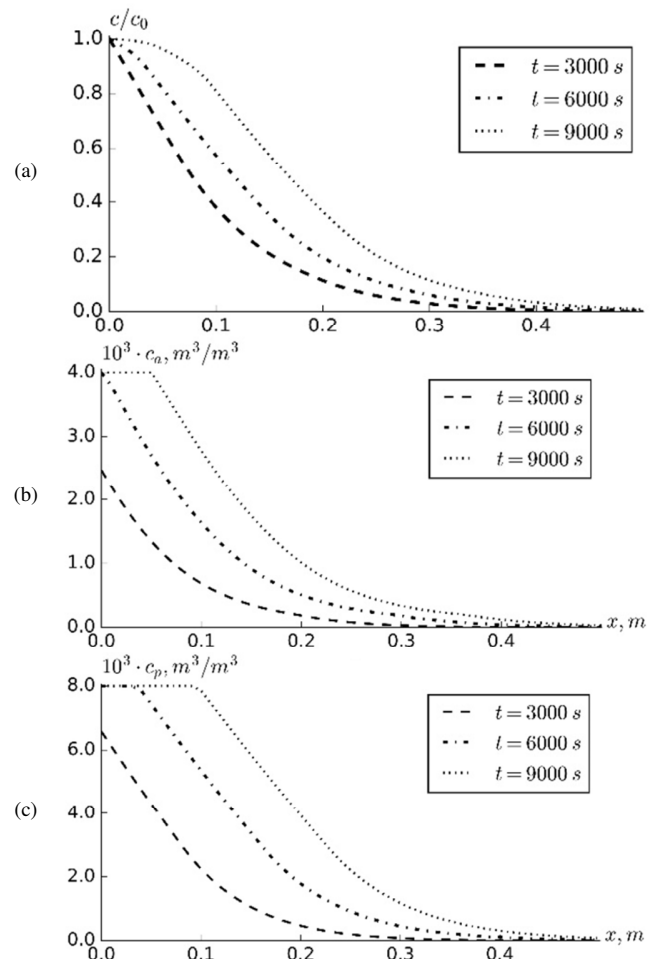 c/c0
1.0
0.8
0.6
0.4
0.2
0.0
0.0 0.1 0.2 0.3 0.4
t = 3000 s
t = 6000 s
t = 9000 s
(a)
10³ · ca, m³/m³
4.0
3.0
2.0
1.0
0.0
0.0 0.1 0.2 0.3 0.4
x, m
t = 3000 s
t = 6000 s
t = 9000 s
(b)
10³ · cp, m³/m³
8.0
6.0
4.0
2.0
0.0
0.0 0.1 0.2 0.3 0.4
x, m
t = 3000 s
t = 6000 s
t = 9000 s
(c)